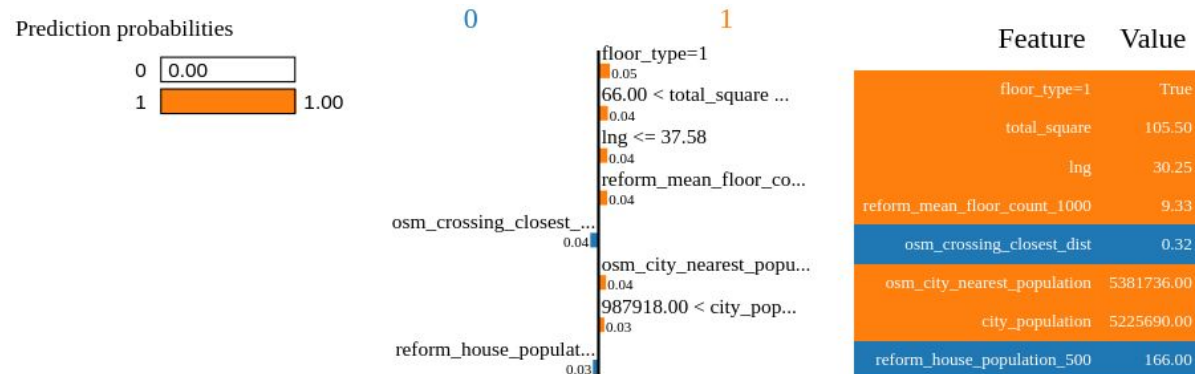 Prediction probabilities
0 0.00
1 1.00
0 1
floor_type=1
0.05
66.00 < total_square ...
0.04
lng <= 37.58
0.04
reform_mean_floor_co...
0.04
osm_crossing_closest_...
0.04
osm_city_nearest_popu...
0.04
987918.00 < city_pop...
0.03
reform_house_populat...
0.03
Feature Value
floor_type=1 True
total_square 105.50
lng 30.25
reform_mean_floor_count_1000 9.33
osm_crossing_closest_dist 0.32
osm_city_nearest_population 5381736.00
city_population 5225690.00
reform_house_population_500 166.00